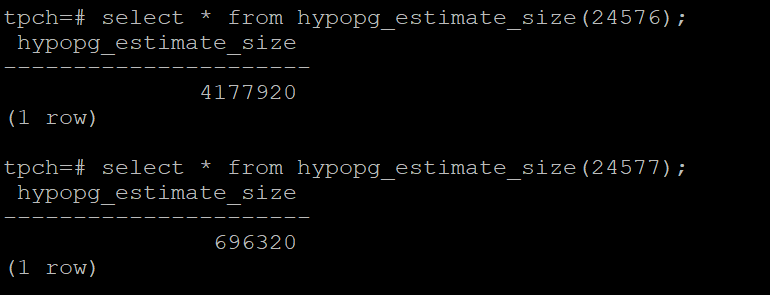 tpch=# select * from hypopg_estimate_size(24576);
 hypopg_estimate_size
----------------------
              4177920
(1 row)

tpch=# select * from hypopg_estimate_size(24577);
 hypopg_estimate_size
----------------------
               696320
(1 row)